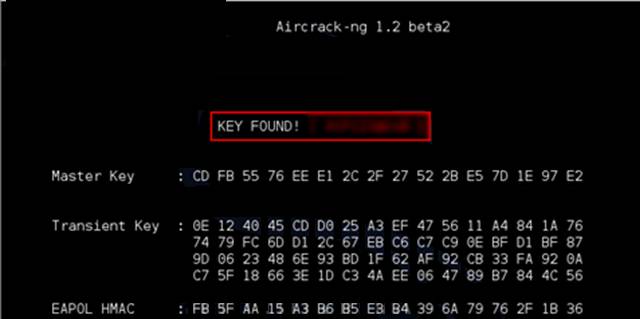 Aircrack-ng 1.2 beta2
KEY FOUND!
Master Key : CD FB 55 76 EE E1 2C 2F 27 52 2B E5 7D 1E 97 E2
Transient Key : 0E 12 40 45 CD D0 25 A3 EF 47 56 11 A4 84 1A 76
74 79 FC 6D D1 2C 67 EB C6 C7 C9 0E BF D1 BF 87
9D 06 23 48 6E 93 BD 1F 62 AF 92 CB 33 FA 92 0A
C7 5F 18 66 3E 1D C3 4A EE 06 47 89 B7 84 4C 56
EAPOL HMAC : FB 5F AA 15 A3 B6 B5 E3 B4 39 6A 79 76 2F 1B 36